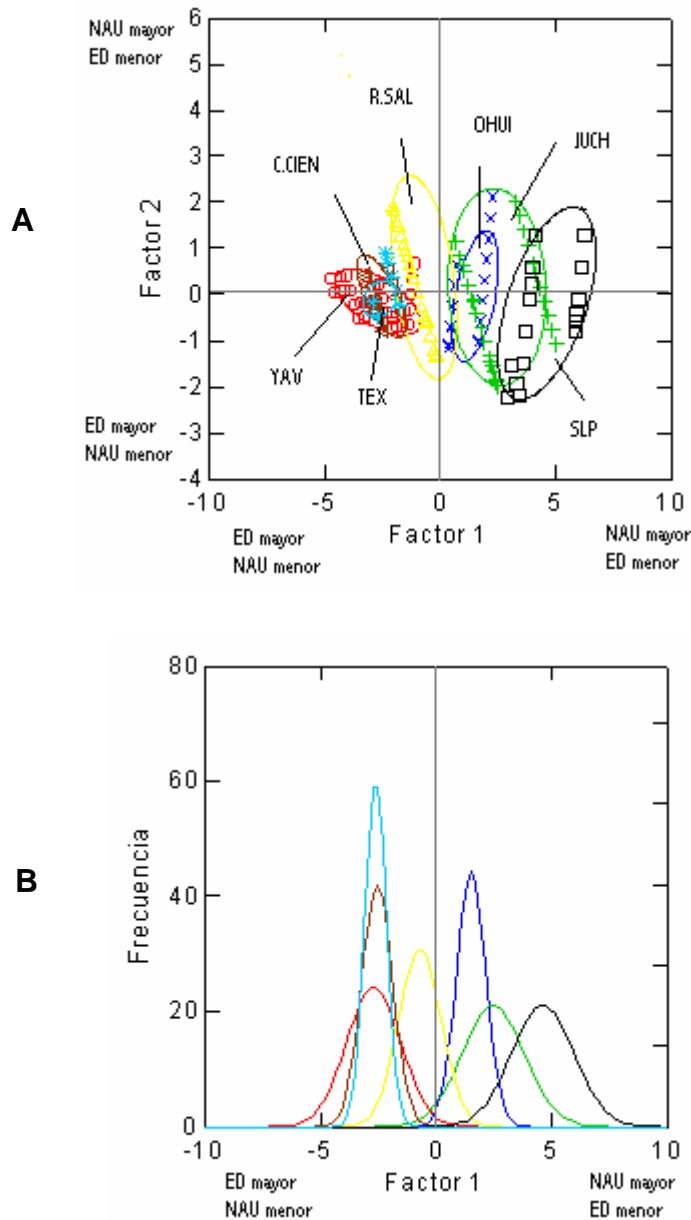 A
NAU mayor
ED menor
6
5
4
3
2
1
0
-1
-2
-3
-4
Factor 2
R.SAL
OHUI
JUCH
C.CIEN
YAV
TEX
SLP
ED mayor
NAU menor
-10
-5
0
5
10
Factor 1
ED mayor
NAU menor
NAU mayor
ED menor
B
80
60
40
20
0
Frecuencia
-10
-5
0
5
10
Factor 1
ED mayor
NAU menor
NAU mayor
ED menor